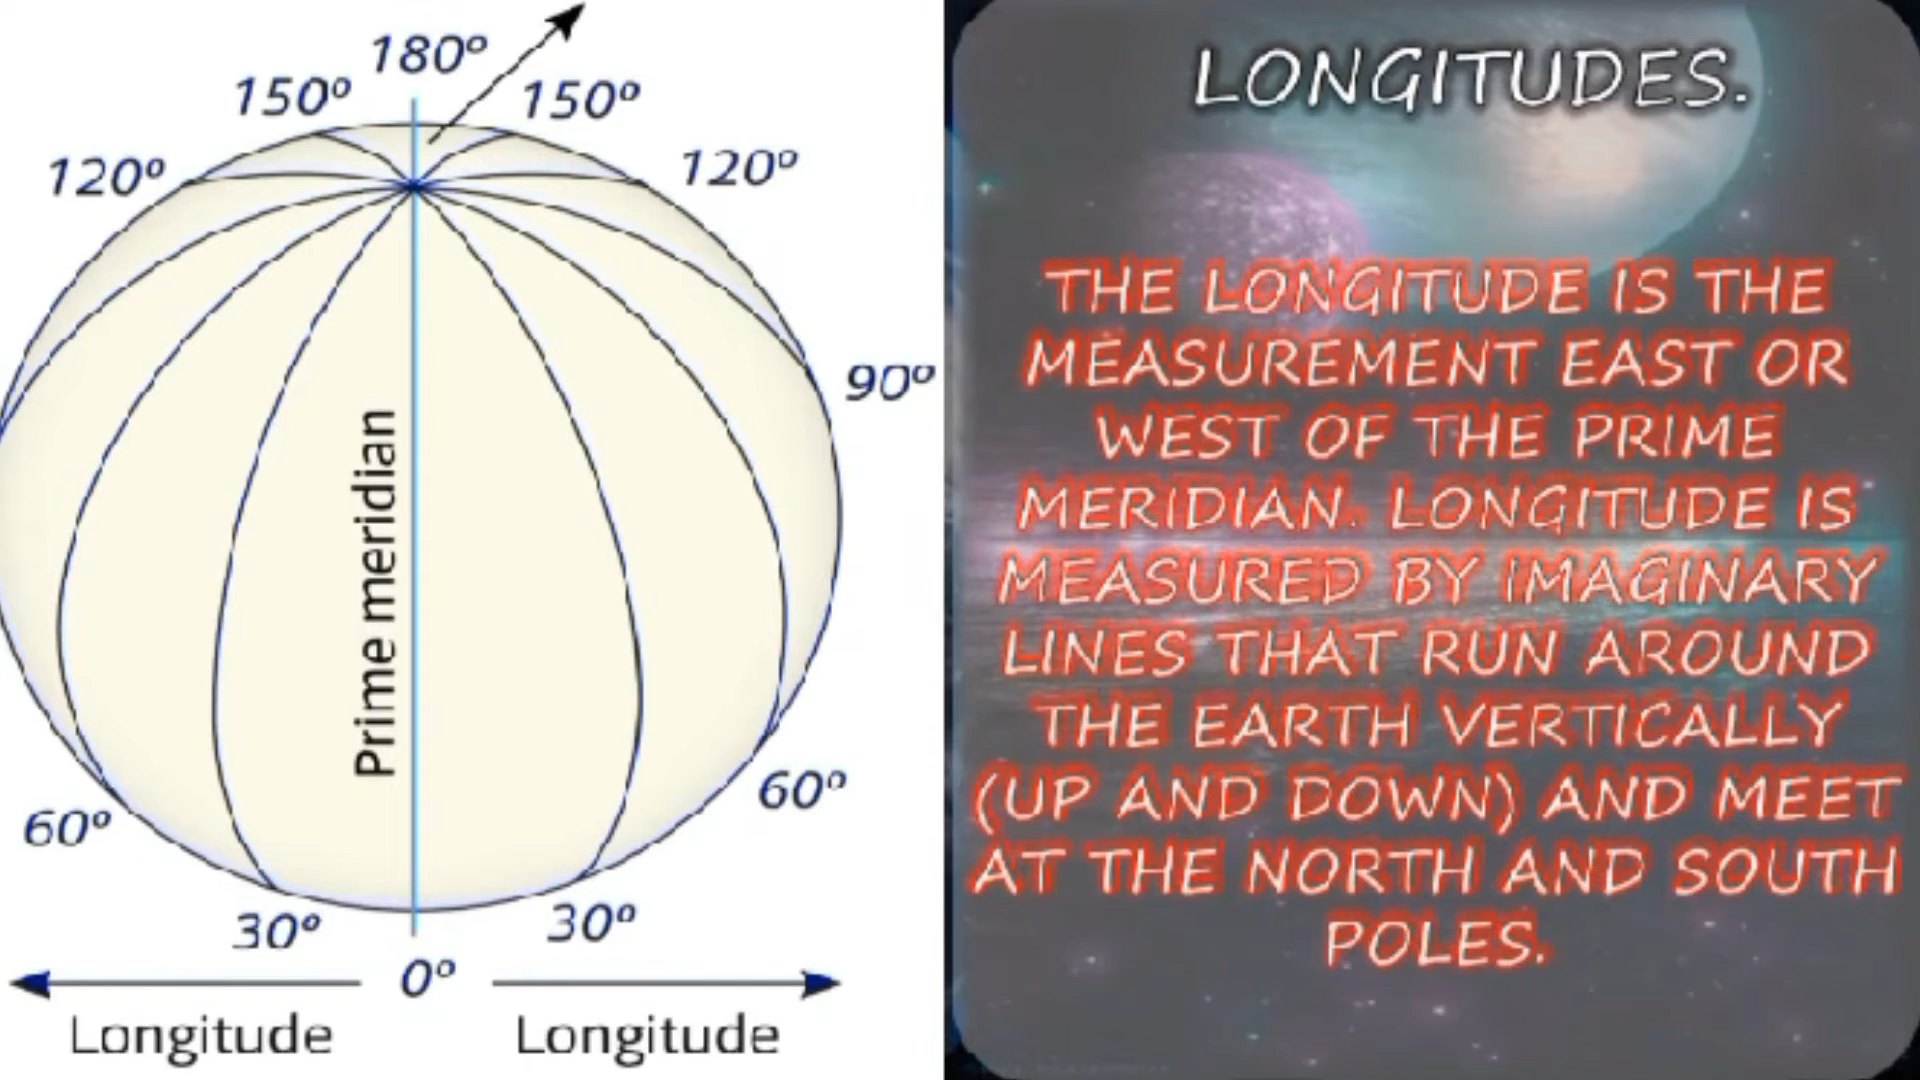 180º
150º
150º
120º
120º
90º
Prime meridian
60º
60º
30º
30º
0º
Longitude
Longitude
LONGITUDES.
THE LONGITUDE IS THE
MEASUREMENT EAST OR
WEST OF THE PRIME
MERIDIAN. LONGITUDE IS
MEASURED BY IMAGINARY
LINES THAT RUN AROUND
THE EARTH VERTICALLY
(UP AND DOWN) AND MEET
AT THE NORTH AND SOUTH
POLES.